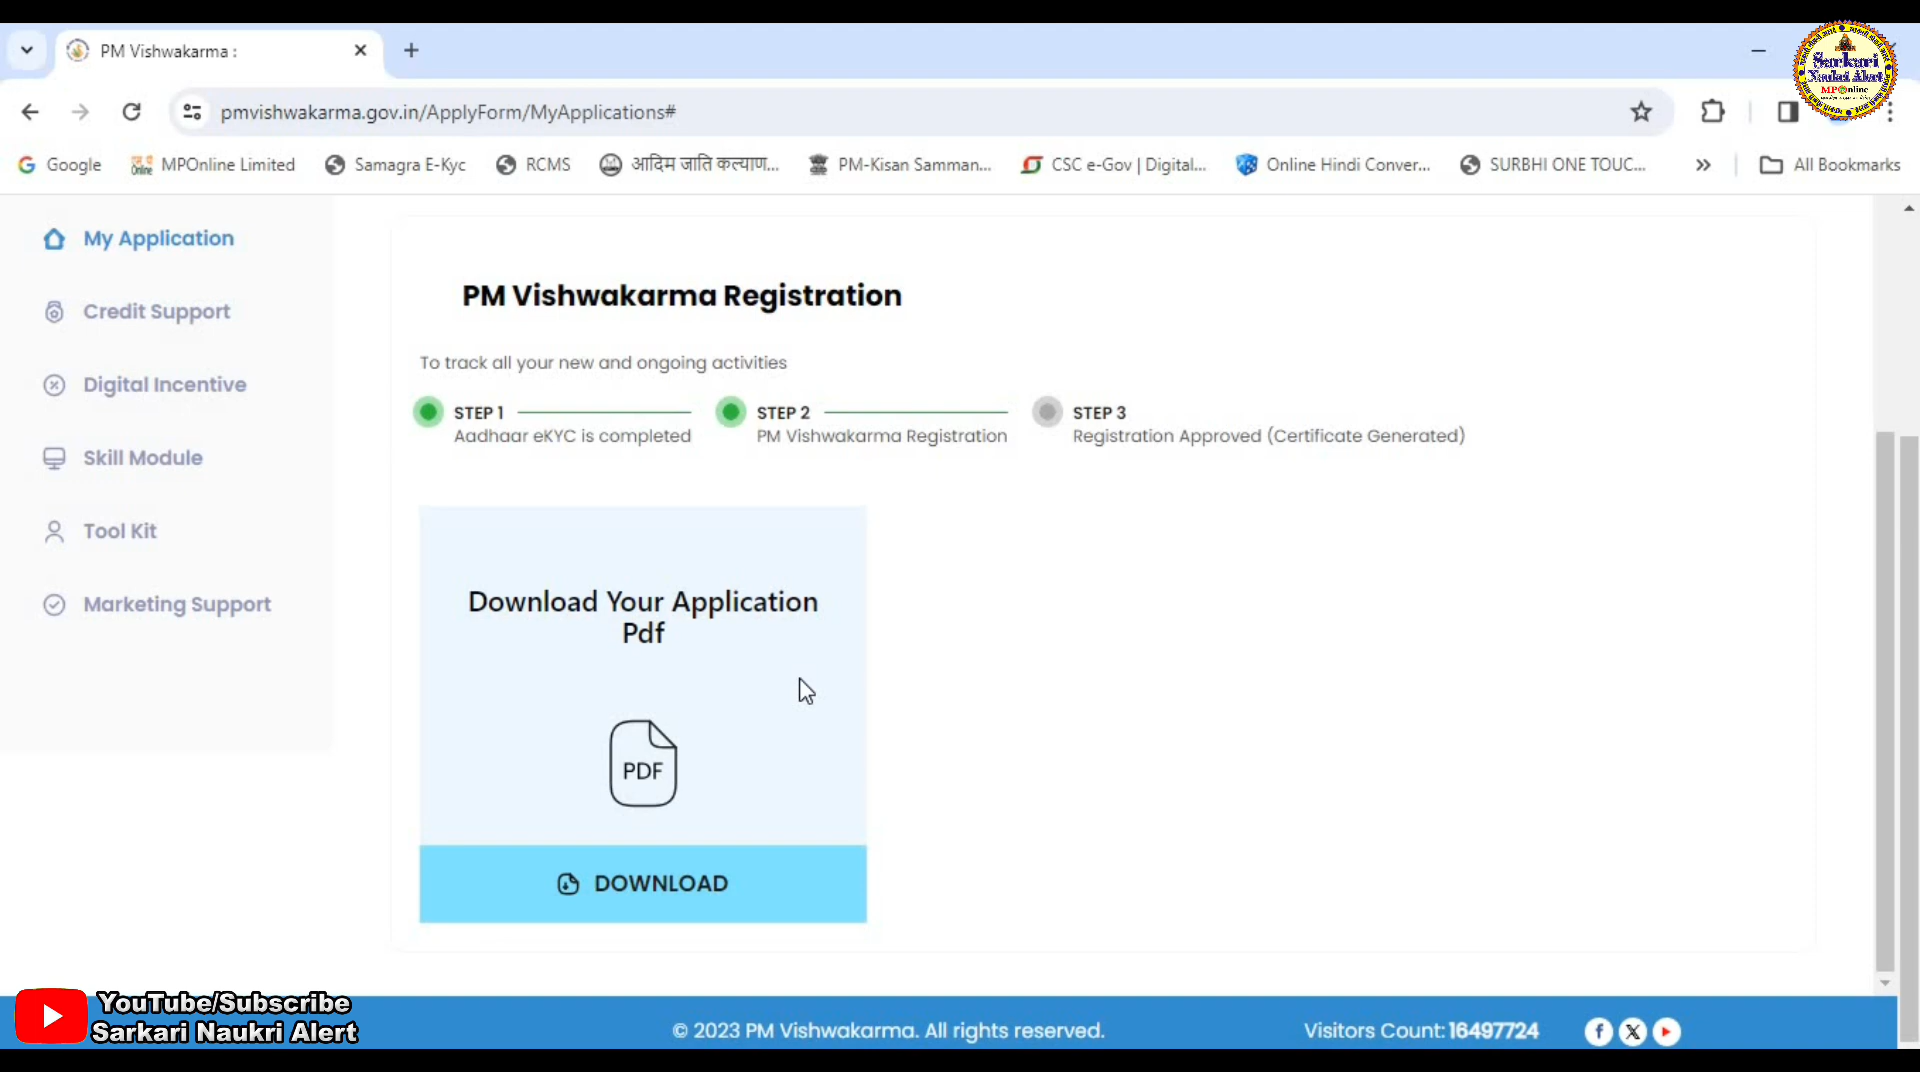 PM Vishwakarma :
Sarkari
Naukri Alert
MPOnline
pmvishwakarma.gov.in/ApplyForm/MyApplications#
Google
MPOnline Limited
Samagra E-Kyc
RCMS
आदिम जाति कल्याण...
PM-Kisan Samman...
CSC e-Gov | Digital...
Online Hindi Conver...
SURBHI ONE TOUC...
All Bookmarks
My Application
Credit Support
Digital Incentive
Skill Module
Tool Kit
Marketing Support
PM Vishwakarma Registration
To track all your new and ongoing activities
STEP 1
Aadhaar eKYC is completed
STEP 2
PM Vishwakarma Registration
STEP 3
Registration Approved (Certificate Generated)
Download Your Application
Pdf
PDF
DOWNLOAD
YouTube/Subscribe
Sarkari Naukri Alert
© 2023 PM Vishwakarma. All rights reserved.
Visitors Count: 16497724